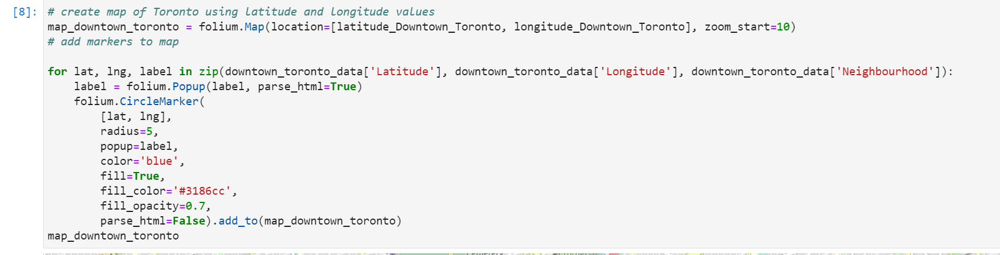 [8]: # create map of Toronto using latitude and longitude values
map_downtown_toronto = folium.Map(location=[latitude_Downtown_Toronto, longitude_Downtown_Toronto], zoom_start=10)
# add markers to map

for lat, lng, label in zip(downtown_toronto_data['Latitude'], downtown_toronto_data['Longitude'], downtown_toronto_data['Neighbourhood']):
    label = folium.Popup(label, parse_html=True)
    folium.CircleMarker(
        [lat, lng],
        radius=5,
        popup=label,
        color='blue',
        fill=True,
        fill_color='#3186cc',
        fill_opacity=0.7,
        parse_html=False).add_to(map_downtown_toronto)
map_downtown_toronto